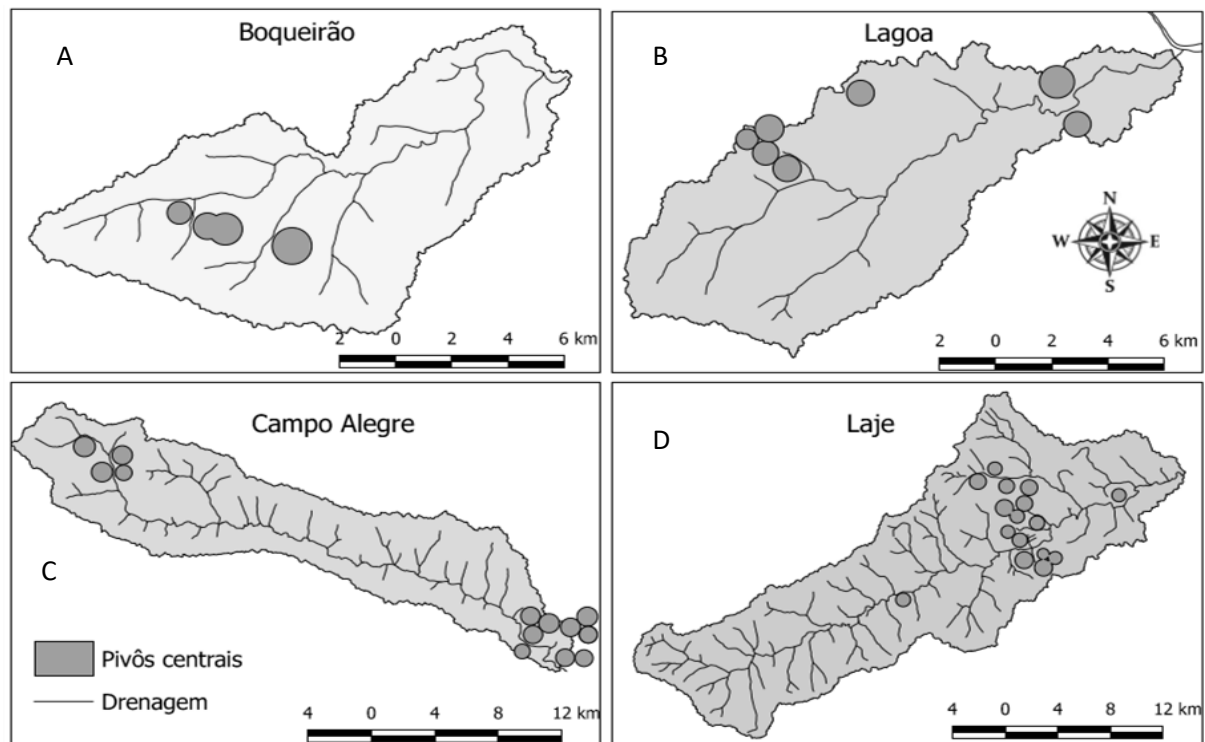 A
Boqueirão
2 0 2 4 6 km
B
Lagoa
N
W E
S
2 0 2 4 6 km
Campo Alegre
C
Pivôs centrais
Drenagem
4 0 4 8 12 km
D
Laje
4 0 4 8 12 km